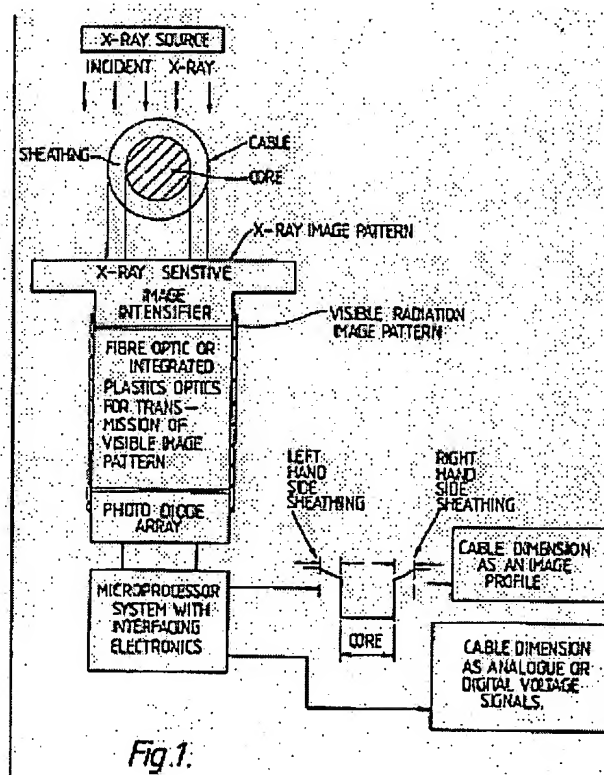 X-RAY SOURCE
INCIDENT X-RAY
SHEATHING
CABLE
CORE
X-RAY IMAGE PATTERN
X-RAY SENSTIVE
IMAGE
INTENSIFIER
VISIBLE RADIATION
IMAGE PATTERN
FIBRE OPTIC OR
INTEGRATED
PLASTICS OPTICS
FOR TRANS-
MISSION OF
VISIBLE IMAGE
PATTERN
PHOTO DIODE
ARRAY
MICROPROCESSOR
SYSTEM WITH
INTERFACING
ELECTRONICS
LEFT
HAND
SIDE
SHEATHING
RIGHT
HAND
SIDE
SHEATHING
CORE
CABLE DIMENSION
AS AN IMAGE
PROFILE
CABLE DIMENSION
AS ANALOGUE OR
DIGITAL VOLTAGE
SIGNALS.
Fig.1.